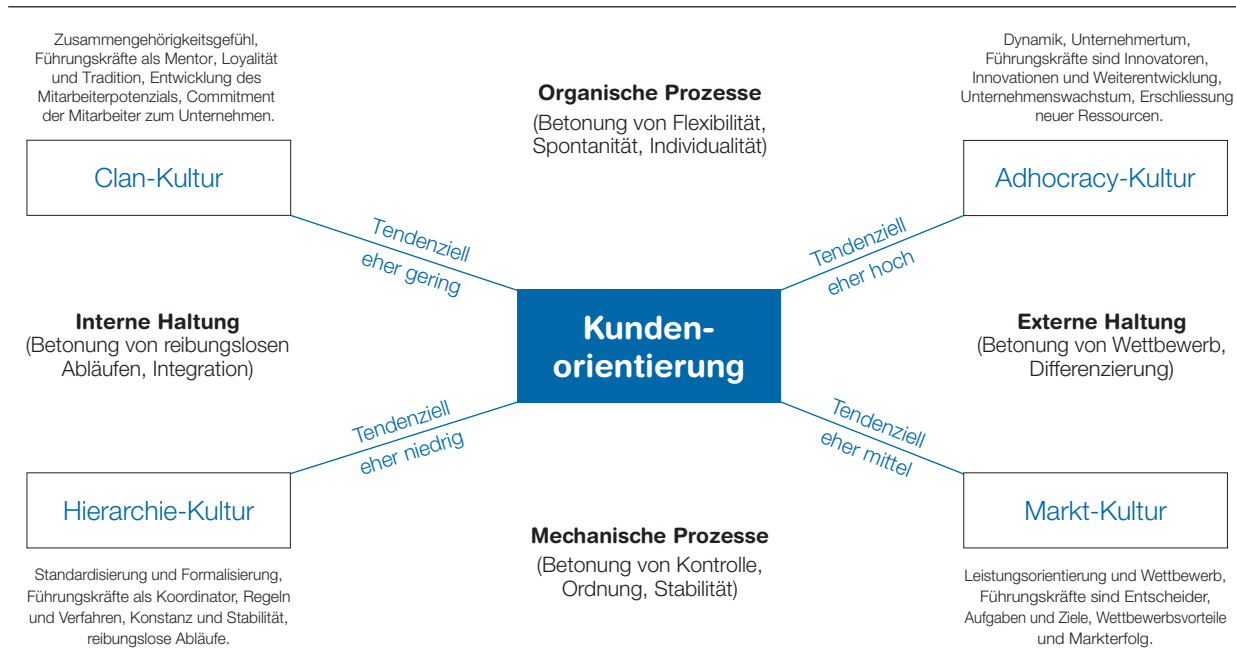 Zusammengehörigkeitsgefühl,
Führungskräfte als Mentor, Loyalität
und Tradition, Entwicklung des
Mitarbeiterpotenzials, Commitment
der Mitarbeiter zum Unternehmen.
Clan-Kultur
Organische Prozesse
(Betonung von Flexibilität,
Spontanität, Individualität)
Dynamik, Unternehmertum,
Führungskräfte sind Innovatoren,
Innovationen und Weiterentwicklung,
Unternehmenswachstum, Erschliessung
neuer Ressourcen.
Adhocracy-Kultur
Tendenziell
eher gering
Tendenziell
eher hoch
Interne Haltung
(Betonung von reibungslosen
Abläufen, Integration)
Kunden-
orientierung
Externe Haltung
(Betonung von Wettbewerb,
Differenzierung)
Tendenziell
eher niedrig
Tendenziell
eher mittel
Hierarchie-Kultur
Standardisierung und Formalisierung,
Führungskräfte als Koordinator, Regeln
und Verfahren, Konstanz und Stabilität,
reibungslose Abläufe.
Mechanische Prozesse
(Betonung von Kontrolle,
Ordnung, Stabilität)
Markt-Kultur
Leistungsorientierung und Wettbewerb,
Führungskräfte sind Entscheider,
Aufgaben und Ziele, Wettbewerbsvorteile
und Markterfolg.